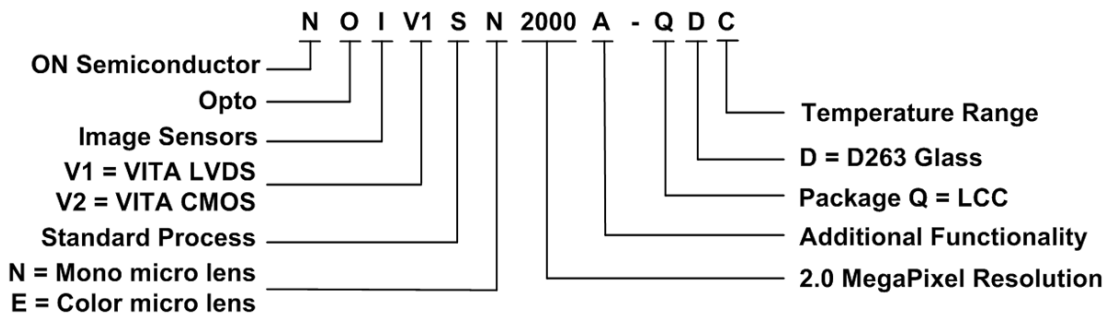 N O I V1 S N 2000 A - Q D C
ON Semiconductor
Opto
Image Sensors
V1 = VITA LVDS
V2 = VITA CMOS
Standard Process
N = Mono micro lens
E = Color micro lens
Temperature Range
D = D263 Glass
Package Q = LCC
Additional Functionality
2.0 MegaPixel Resolution